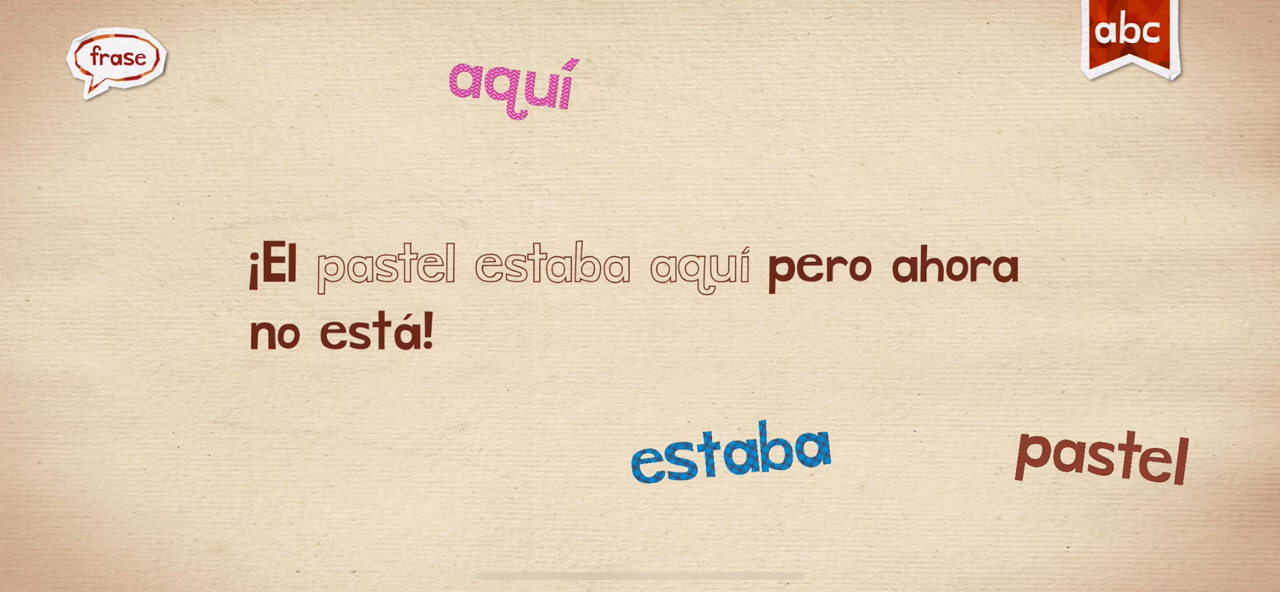 frase
abc
aquí
¡El pastel estaba aquí pero ahora
no está!
estaba
pastel